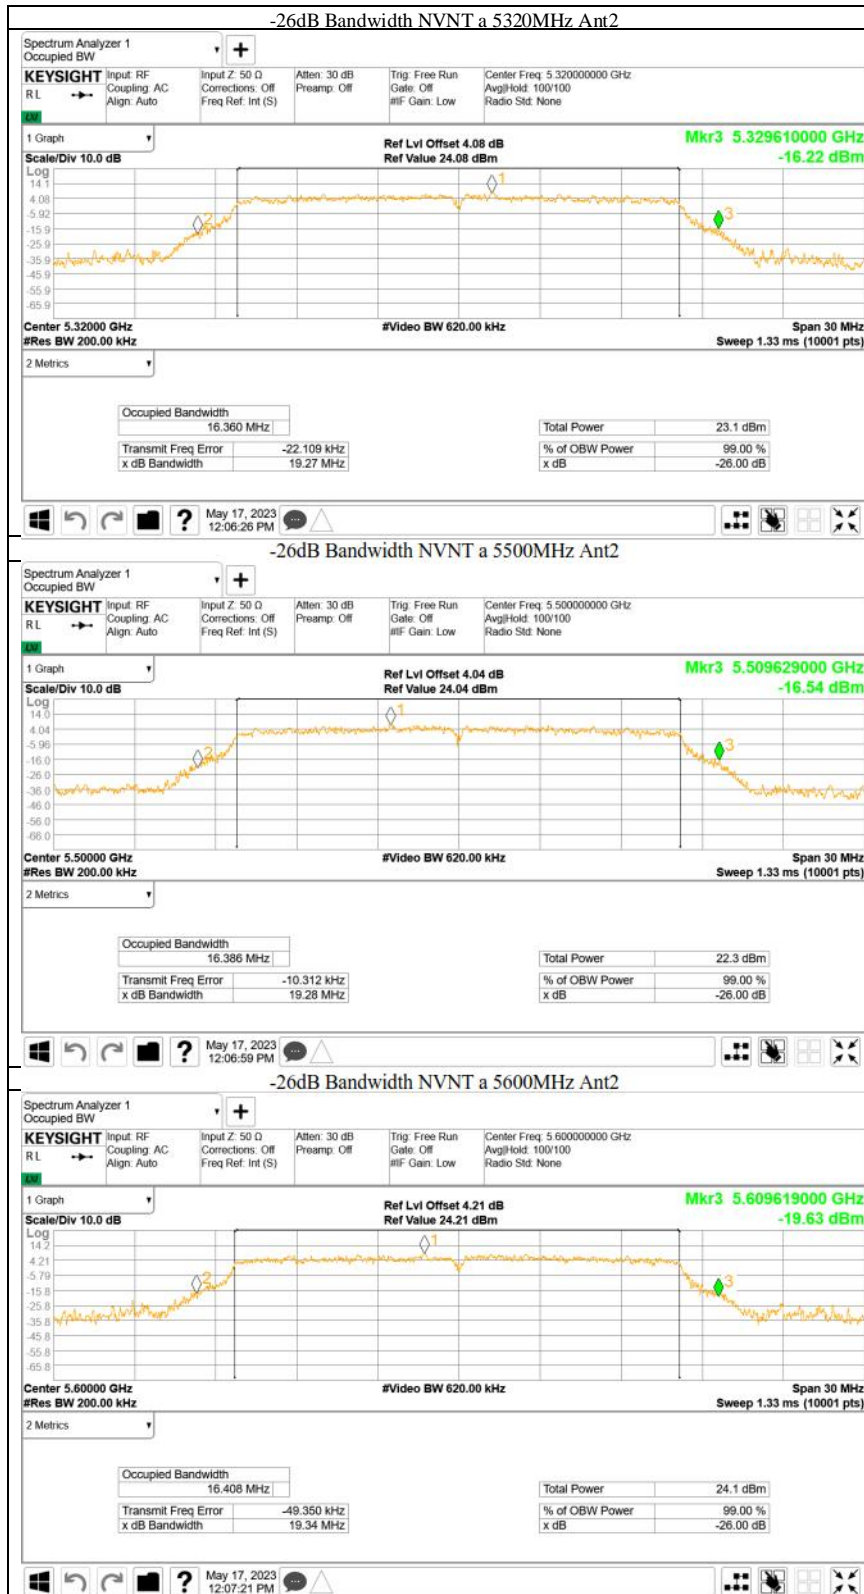 -26dB Bandwidth NVNT a 5320MHz Ant2
Spectrum Analyzer 1
Occupied BW
KEYSIGHT Input: RF Input Z: 50 Ω Atten: 30 dB Trig: Free Run Center Freq: 5.320000000 GHz
RL Coupling: AC Corrections: Off Preamp: Off Gate: Off Avg|Hold: 100/100
Align: Auto Freq Ref: Int (S) #IF Gain: Low Radio Std: None
1 Graph Ref Lvl Offset 4.08 dB Mkr3 5.329610000 GHz
Scale/Div 10.0 dB Ref Value 24.08 dBm -16.22 dBm
Log
14.1
4.08
-5.92
-15.9
-25.9
-35.9
-45.9
-55.9
-65.9
1
2
3
Center 5.32000 GHz #Video BW 620.00 kHz Span 30 MHz
#Res BW 200.00 kHz Sweep 1.33 ms (10001 pts)
2 Metrics
Occupied Bandwidth
16.360 MHz Total Power 23.1 dBm
Transmit Freq Error -22.109 kHz % of OBW Power 99.00 %
x dB Bandwidth 19.27 MHz x dB -26.00 dB
? May 17, 2023
12:06:26 PM
-26dB Bandwidth NVNT a 5500MHz Ant2
Spectrum Analyzer 1
Occupied BW
KEYSIGHT Input: RF Input Z: 50 Ω Atten: 30 dB Trig: Free Run Center Freq: 5.500000000 GHz
RL Coupling: AC Corrections: Off Preamp: Off Gate: Off Avg|Hold: 100/100
Align: Auto Freq Ref: Int (S) #IF Gain: Low Radio Std: None
1 Graph Ref Lvl Offset 4.04 dB Mkr3 5.509629000 GHz
Scale/Div 10.0 dB Ref Value 24.04 dBm -16.54 dBm
Log
14.0
4.04
-5.96
-16.0
-26.0
-36.0
-46.0
-56.0
-66.0
1
2
3
Center 5.50000 GHz #Video BW 620.00 kHz Span 30 MHz
#Res BW 200.00 kHz Sweep 1.33 ms (10001 pts)
2 Metrics
Occupied Bandwidth
16.386 MHz Total Power 22.3 dBm
Transmit Freq Error -10.312 kHz % of OBW Power 99.00 %
x dB Bandwidth 19.28 MHz x dB -26.00 dB
? May 17, 2023
12:06:59 PM
-26dB Bandwidth NVNT a 5600MHz Ant2
Spectrum Analyzer 1
Occupied BW
KEYSIGHT Input: RF Input Z: 50 Ω Atten: 30 dB Trig: Free Run Center Freq: 5.600000000 GHz
RL Coupling: AC Corrections: Off Preamp: Off Gate: Off Avg|Hold: 100/100
Align: Auto Freq Ref: Int (S) #IF Gain: Low Radio Std: None
1 Graph Ref Lvl Offset 4.21 dB Mkr3 5.609619000 GHz
Scale/Div 10.0 dB Ref Value 24.21 dBm -19.63 dBm
Log
14.2
4.21
-5.79
-15.8
-25.8
-35.8
-45.8
-55.8
-65.8
1
2
3
Center 5.60000 GHz #Video BW 620.00 kHz Span 30 MHz
#Res BW 200.00 kHz Sweep 1.33 ms (10001 pts)
2 Metrics
Occupied Bandwidth
16.408 MHz Total Power 24.1 dBm
Transmit Freq Error -49.350 kHz % of OBW Power 99.00 %
x dB Bandwidth 19.34 MHz x dB -26.00 dB
? May 17, 2023
12:07:21 PM